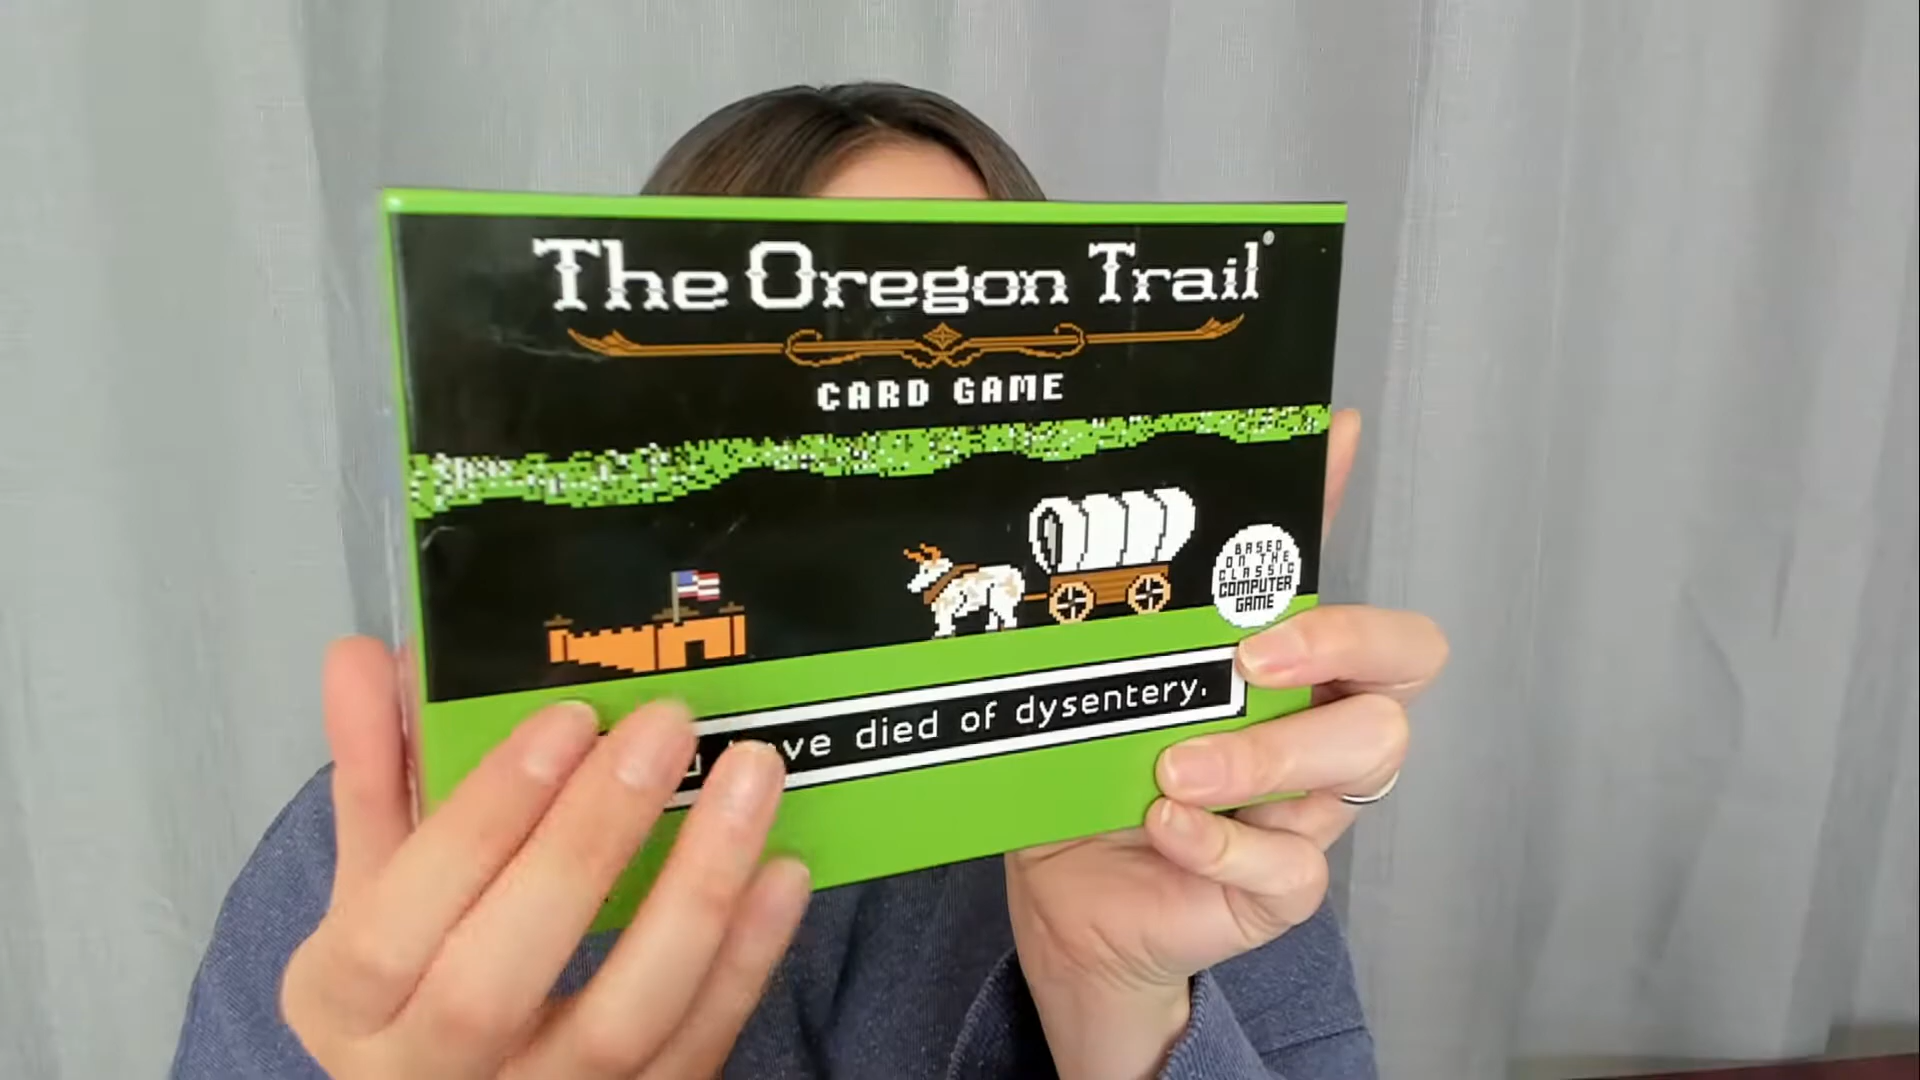 The Oregon Trail®
CARD GAME
BASED
ON THE
CLASSIC
COMPUTER
GAME
died of dysentery.